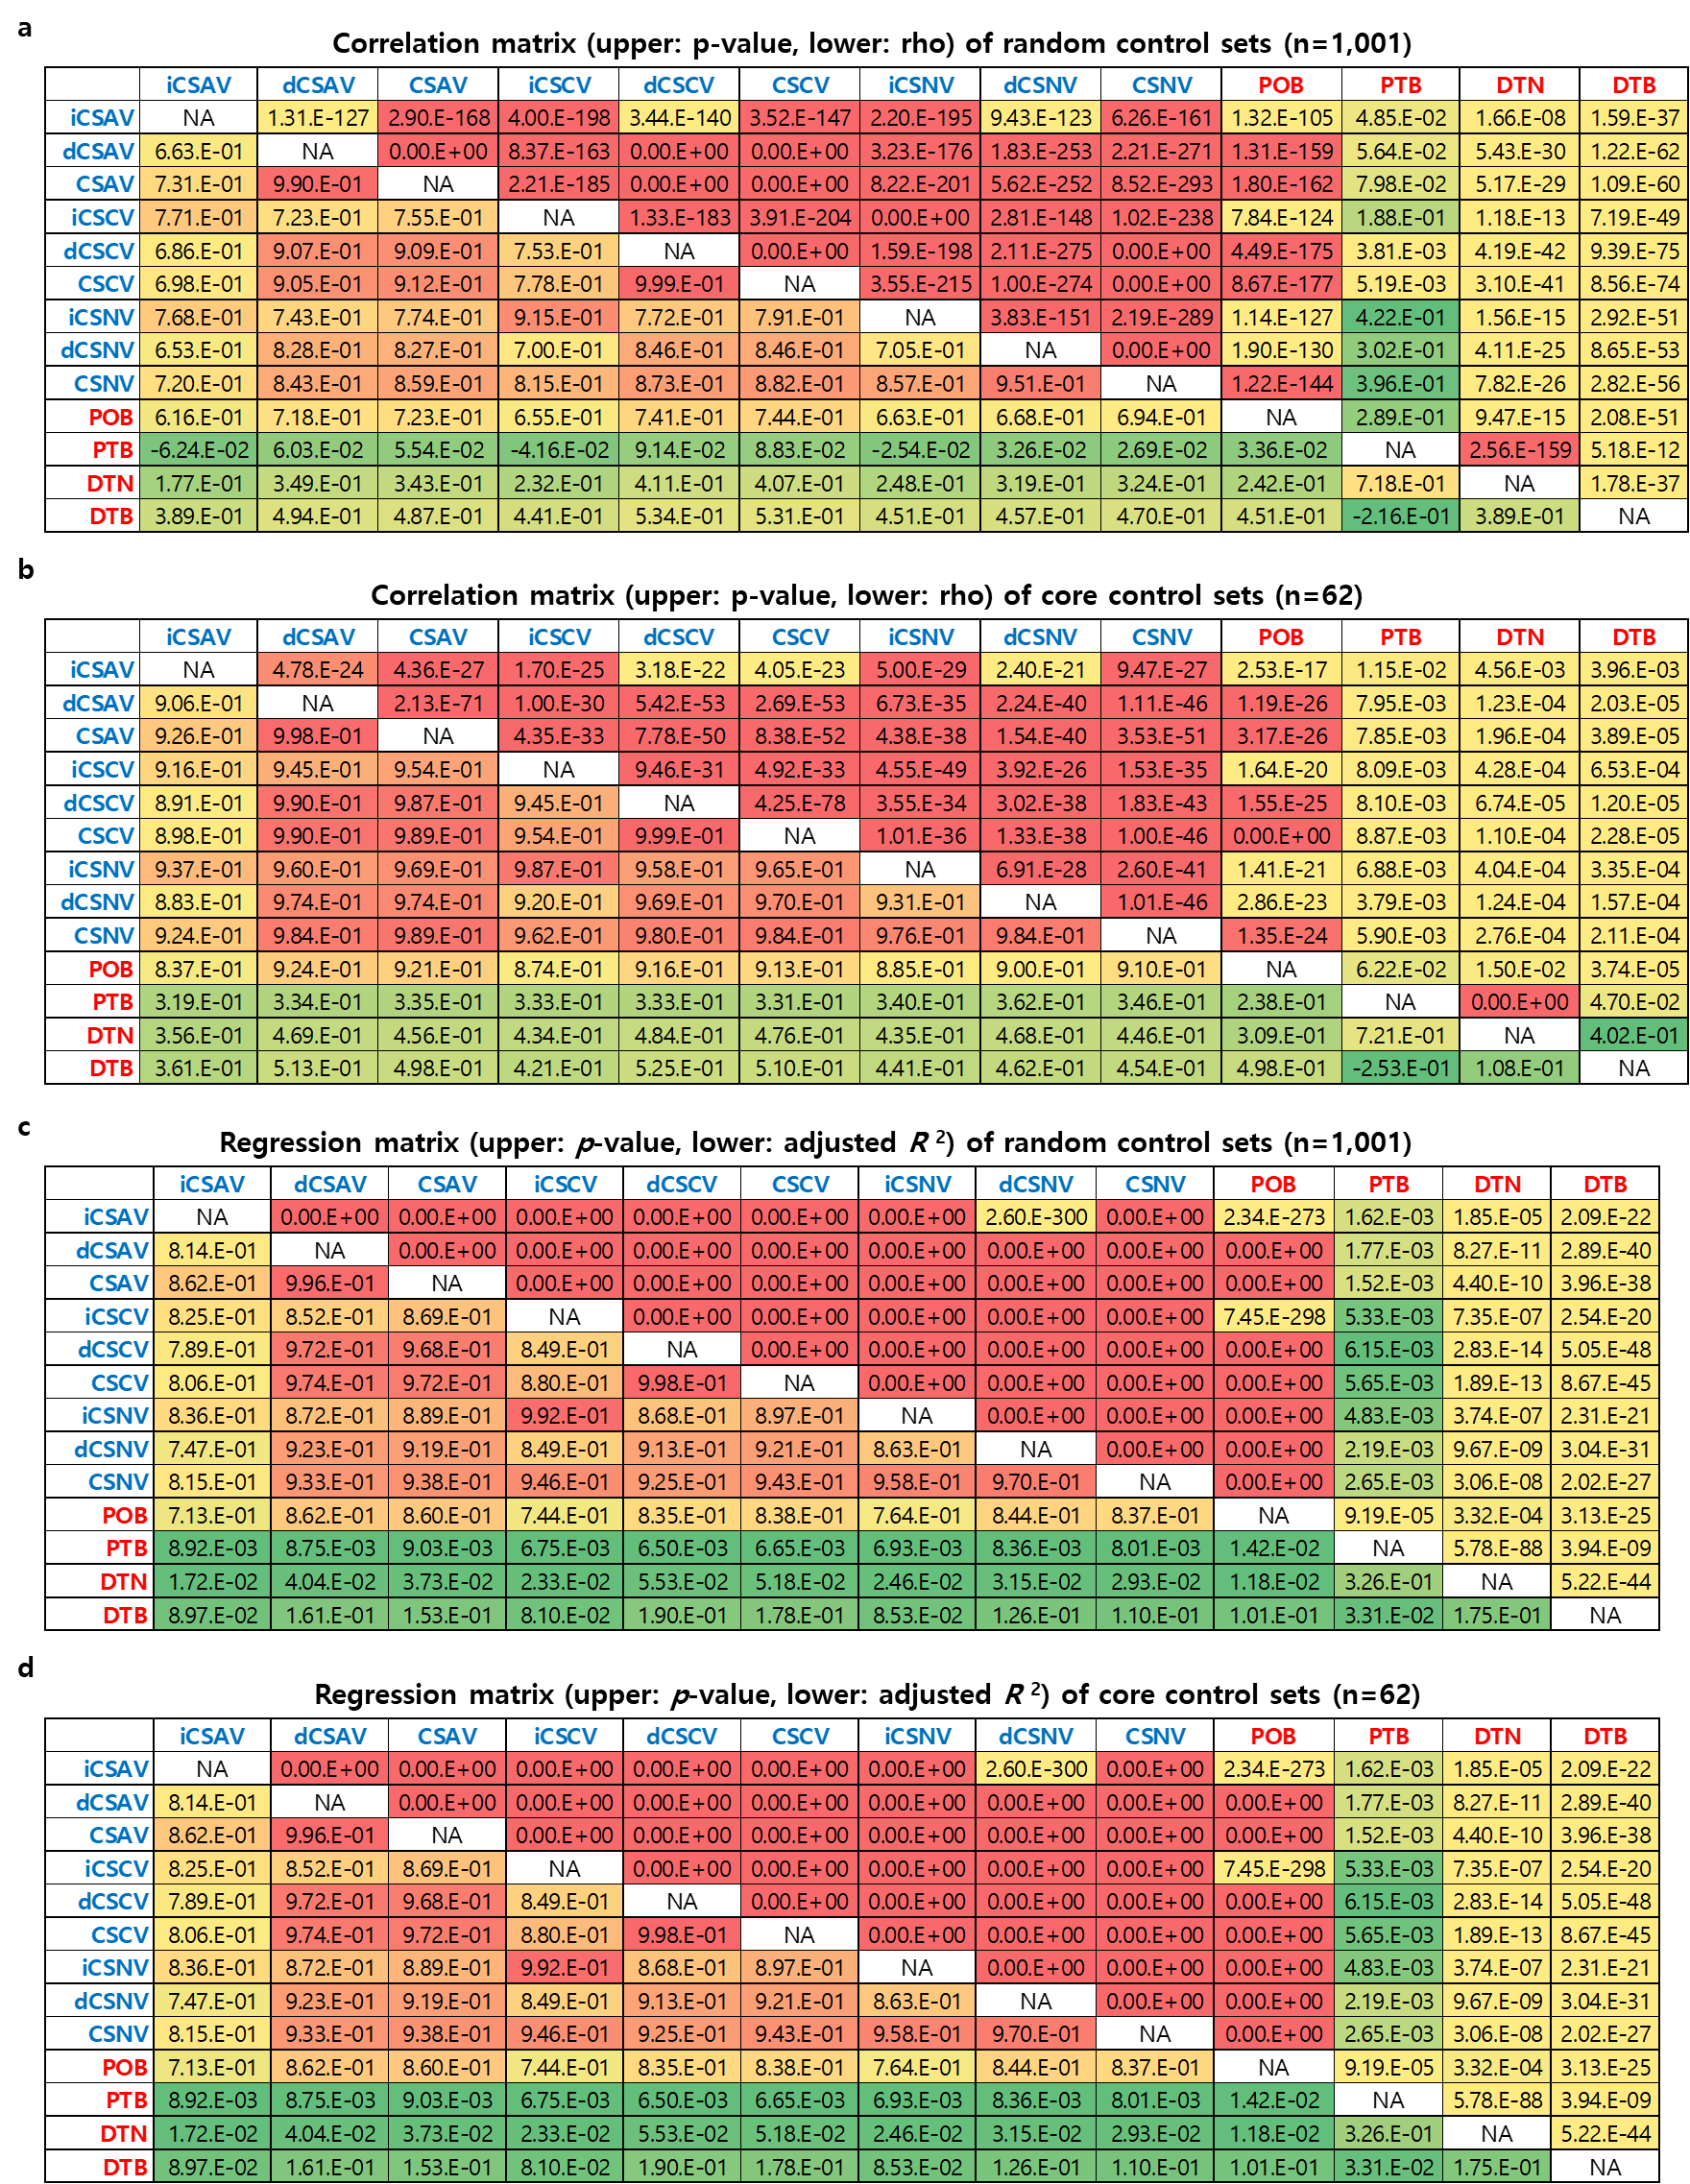 a
Correlation matrix (upper: p-value, lower: rho) of random control sets (n=1,001)
iCSAV dCSAV CSAV iCSCV dCSCV CSCV iCSNV dCSNV CSNV POB PTB DTN DTB
iCSAV NA 1.31.E-127 2.90.E-168 4.00.E-198 3.44.E-140 3.52.E-147 2.20.E-195 9.43.E-123 6.26.E-161 1.32.E-105 4.85.E-02 1.66.E-08 1.59.E-37
dCSAV 6.63.E-01 NA 0.00.E+00 8.37.E-163 0.00.E+00 0.00.E+00 3.23.E-176 1.83.E-253 2.21.E-271 1.31.E-159 5.64.E-02 5.43.E-30 1.22.E-62
CSAV 7.31.E-01 9.90.E-01 NA 2.21.E-185 0.00.E+00 0.00.E+00 8.22.E-201 5.62.E-252 8.52.E-293 1.80.E-162 7.98.E-02 5.17.E-29 1.09.E-60
iCSCV 7.71.E-01 7.23.E-01 7.55.E-01 NA 1.33.E-183 3.91.E-204 0.00.E+00 2.81.E-148 1.02.E-238 7.84.E-124 1.88.E-01 1.18.E-13 7.19.E-49
dCSCV 6.86.E-01 9.07.E-01 9.09.E-01 7.53.E-01 NA 0.00.E+00 1.59.E-198 2.11.E-275 0.00.E+00 4.49.E-175 3.81.E-03 4.19.E-42 9.39.E-75
CSCV 6.98.E-01 9.05.E-01 9.12.E-01 7.78.E-01 9.99.E-01 NA 3.55.E-215 1.00.E-274 0.00.E+00 8.67.E-177 5.19.E-03 3.10.E-41 8.56.E-74
iCSNV 7.68.E-01 7.43.E-01 7.74.E-01 9.15.E-01 7.72.E-01 7.91.E-01 NA 3.83.E-151 2.19.E-289 1.14.E-127 4.22.E-01 1.56.E-15 2.92.E-51
dCSNV 6.53.E-01 8.28.E-01 8.27.E-01 7.00.E-01 8.46.E-01 8.46.E-01 7.05.E-01 NA 0.00.E+00 1.90.E-130 3.02.E-01 4.11.E-25 8.65.E-53
CSNV 7.20.E-01 8.43.E-01 8.59.E-01 8.15.E-01 8.73.E-01 8.82.E-01 8.57.E-01 9.51.E-01 NA 1.22.E-144 3.96.E-01 7.82.E-26 2.82.E-56
POB 6.16.E-01 7.18.E-01 7.23.E-01 6.55.E-01 7.41.E-01 7.44.E-01 6.63.E-01 6.68.E-01 6.94.E-01 NA 2.89.E-01 9.47.E-15 2.08.E-51
PTB -6.24.E-02 6.03.E-02 5.54.E-02 -4.16.E-02 9.14.E-02 8.83.E-02 -2.54.E-02 3.26.E-02 2.69.E-02 3.36.E-02 NA 2.56.E-159 5.18.E-12
DTN 1.77.E-01 3.49.E-01 3.43.E-01 2.32.E-01 4.11.E-01 4.07.E-01 2.48.E-01 3.19.E-01 3.24.E-01 2.42.E-01 7.18.E-01 NA 1.78.E-37
DTB 3.89.E-01 4.94.E-01 4.87.E-01 4.41.E-01 5.34.E-01 5.31.E-01 4.51.E-01 4.57.E-01 4.70.E-01 4.51.E-01 -2.16.E-01 3.89.E-01 NA
b
Correlation matrix (upper: p-value, lower: rho) of core control sets (n=62)
iCSAV dCSAV CSAV iCSCV dCSCV CSCV iCSNV dCSNV CSNV POB PTB DTN DTB
iCSAV NA 4.78.E-24 4.36.E-27 1.70.E-25 3.18.E-22 4.05.E-23 5.00.E-29 2.40.E-21 9.47.E-27 2.53.E-17 1.15.E-02 4.56.E-03 3.96.E-03
dCSAV 9.06.E-01 NA 2.13.E-71 1.00.E-30 5.42.E-53 2.69.E-53 6.73.E-35 2.24.E-40 1.11.E-46 1.19.E-26 7.95.E-03 1.23.E-04 2.03.E-05
CSAV 9.26.E-01 9.98.E-01 NA 4.35.E-33 7.78.E-50 8.38.E-52 4.38.E-38 1.54.E-40 3.53.E-51 3.17.E-26 7.85.E-03 1.96.E-04 3.89.E-05
iCSCV 9.16.E-01 9.45.E-01 9.54.E-01 NA 9.46.E-31 4.92.E-33 4.55.E-49 3.92.E-26 1.53.E-35 1.64.E-20 8.09.E-03 4.28.E-04 6.53.E-04
dCSCV 8.91.E-01 9.90.E-01 9.87.E-01 9.45.E-01 NA 4.25.E-78 3.55.E-34 3.02.E-38 1.83.E-43 1.55.E-25 8.10.E-03 6.74.E-05 1.20.E-05
CSCV 8.98.E-01 9.90.E-01 9.89.E-01 9.54.E-01 9.99.E-01 NA 1.01.E-36 1.33.E-38 1.00.E-46 0.00.E+00 8.87.E-03 1.10.E-04 2.28.E-05
iCSNV 9.37.E-01 9.60.E-01 9.69.E-01 9.87.E-01 9.58.E-01 9.65.E-01 NA 6.91.E-28 2.60.E-41 1.41.E-21 6.88.E-03 4.04.E-04 3.35.E-04
dCSNV 8.83.E-01 9.74.E-01 9.74.E-01 9.20.E-01 9.69.E-01 9.70.E-01 9.31.E-01 NA 1.01.E-46 2.86.E-23 3.79.E-03 1.24.E-04 1.57.E-04
CSNV 9.24.E-01 9.84.E-01 9.89.E-01 9.62.E-01 9.80.E-01 9.84.E-01 9.76.E-01 9.84.E-01 NA 1.35.E-24 5.90.E-03 2.76.E-04 2.11.E-04
POB 8.37.E-01 9.24.E-01 9.21.E-01 8.74.E-01 9.16.E-01 9.13.E-01 8.85.E-01 9.00.E-01 9.10.E-01 NA 6.22.E-02 1.50.E-02 3.74.E-05
PTB 3.19.E-01 3.34.E-01 3.35.E-01 3.33.E-01 3.33.E-01 3.31.E-01 3.40.E-01 3.62.E-01 3.46.E-01 2.38.E-01 NA 0.00.E+00 4.70.E-02
DTN 3.56.E-01 4.69.E-01 4.56.E-01 4.34.E-01 4.84.E-01 4.76.E-01 4.35.E-01 4.68.E-01 4.46.E-01 3.09.E-01 7.21.E-01 NA 4.02.E-01
DTB 3.61.E-01 5.13.E-01 4.98.E-01 4.21.E-01 5.25.E-01 5.10.E-01 4.41.E-01 4.62.E-01 4.54.E-01 4.98.E-01 -2.53.E-01 1.08.E-01 NA
c
Regression matrix (upper: p-value, lower: adjusted R 2) of random control sets (n=1,001)
iCSAV dCSAV CSAV iCSCV dCSCV CSCV iCSNV dCSNV CSNV POB PTB DTN DTB
iCSAV NA 0.00.E+00 0.00.E+00 0.00.E+00 0.00.E+00 0.00.E+00 0.00.E+00 2.60.E-300 0.00.E+00 2.34.E-273 1.62.E-03 1.85.E-05 2.09.E-22
dCSAV 8.14.E-01 NA 0.00.E+00 0.00.E+00 0.00.E+00 0.00.E+00 0.00.E+00 0.00.E+00 0.00.E+00 0.00.E+00 1.77.E-03 8.27.E-11 2.89.E-40
CSAV 8.62.E-01 9.96.E-01 NA 0.00.E+00 0.00.E+00 0.00.E+00 0.00.E+00 0.00.E+00 0.00.E+00 0.00.E+00 1.52.E-03 4.40.E-10 3.96.E-38
iCSCV 8.25.E-01 8.52.E-01 8.69.E-01 NA 0.00.E+00 0.00.E+00 0.00.E+00 0.00.E+00 0.00.E+00 7.45.E-298 5.33.E-03 7.35.E-07 2.54.E-20
dCSCV 7.89.E-01 9.72.E-01 9.68.E-01 8.49.E-01 NA 0.00.E+00 0.00.E+00 0.00.E+00 0.00.E+00 0.00.E+00 6.15.E-03 2.83.E-14 5.05.E-48
CSCV 8.06.E-01 9.74.E-01 9.72.E-01 8.80.E-01 9.98.E-01 NA 0.00.E+00 0.00.E+00 0.00.E+00 0.00.E+00 5.65.E-03 1.89.E-13 8.67.E-45
iCSNV 8.36.E-01 8.72.E-01 8.89.E-01 9.92.E-01 8.68.E-01 8.97.E-01 NA 0.00.E+00 0.00.E+00 0.00.E+00 4.83.E-03 3.74.E-07 2.31.E-21
dCSNV 7.47.E-01 9.23.E-01 9.19.E-01 8.49.E-01 9.13.E-01 9.21.E-01 8.63.E-01 NA 0.00.E+00 0.00.E+00 2.19.E-03 9.67.E-09 3.04.E-31
CSNV 8.15.E-01 9.33.E-01 9.38.E-01 9.46.E-01 9.25.E-01 9.43.E-01 9.58.E-01 9.70.E-01 NA 0.00.E+00 2.65.E-03 3.06.E-08 2.02.E-27
POB 7.13.E-01 8.62.E-01 8.60.E-01 7.44.E-01 8.35.E-01 8.38.E-01 7.64.E-01 8.44.E-01 8.37.E-01 NA 9.19.E-05 3.32.E-04 3.13.E-25
PTB 8.92.E-03 8.75.E-03 9.03.E-03 6.75.E-03 6.50.E-03 6.65.E-03 6.93.E-03 8.36.E-03 8.01.E-03 1.42.E-02 NA 5.78.E-88 3.94.E-09
DTN 1.72.E-02 4.04.E-02 3.73.E-02 2.33.E-02 5.53.E-02 5.18.E-02 2.46.E-02 3.15.E-02 2.93.E-02 1.18.E-02 3.26.E-01 NA 5.22.E-44
DTB 8.97.E-02 1.61.E-01 1.53.E-01 8.10.E-02 1.90.E-01 1.78.E-01 8.53.E-02 1.26.E-01 1.10.E-01 1.01.E-01 3.31.E-02 1.75.E-01 NA
d
Regression matrix (upper: p-value, lower: adjusted R 2) of core control sets (n=62)
iCSAV dCSAV CSAV iCSCV dCSCV CSCV iCSNV dCSNV CSNV POB PTB DTN DTB
iCSAV NA 0.00.E+00 0.00.E+00 0.00.E+00 0.00.E+00 0.00.E+00 0.00.E+00 2.60.E-300 0.00.E+00 2.34.E-273 1.62.E-03 1.85.E-05 2.09.E-22
dCSAV 8.14.E-01 NA 0.00.E+00 0.00.E+00 0.00.E+00 0.00.E+00 0.00.E+00 0.00.E+00 0.00.E+00 0.00.E+00 1.77.E-03 8.27.E-11 2.89.E-40
CSAV 8.62.E-01 9.96.E-01 NA 0.00.E+00 0.00.E+00 0.00.E+00 0.00.E+00 0.00.E+00 0.00.E+00 0.00.E+00 1.52.E-03 4.40.E-10 3.96.E-38
iCSCV 8.25.E-01 8.52.E-01 8.69.E-01 NA 0.00.E+00 0.00.E+00 0.00.E+00 0.00.E+00 0.00.E+00 7.45.E-298 5.33.E-03 7.35.E-07 2.54.E-20
dCSCV 7.89.E-01 9.72.E-01 9.68.E-01 8.49.E-01 NA 0.00.E+00 0.00.E+00 0.00.E+00 0.00.E+00 0.00.E+00 6.15.E-03 2.83.E-14 5.05.E-48
CSCV 8.06.E-01 9.74.E-01 9.72.E-01 8.80.E-01 9.98.E-01 NA 0.00.E+00 0.00.E+00 0.00.E+00 0.00.E+00 5.65.E-03 1.89.E-13 8.67.E-45
iCSNV 8.36.E-01 8.72.E-01 8.89.E-01 9.92.E-01 8.68.E-01 8.97.E-01 NA 0.00.E+00 0.00.E+00 0.00.E+00 4.83.E-03 3.74.E-07 2.31.E-21
dCSNV 7.47.E-01 9.23.E-01 9.19.E-01 8.49.E-01 9.13.E-01 9.21.E-01 8.63.E-01 NA 0.00.E+00 0.00.E+00 2.19.E-03 9.67.E-09 3.04.E-31
CSNV 8.15.E-01 9.33.E-01 9.38.E-01 9.46.E-01 9.25.E-01 9.43.E-01 9.58.E-01 9.70.E-01 NA 0.00.E+00 2.65.E-03 3.06.E-08 2.02.E-27
POB 7.13.E-01 8.62.E-01 8.60.E-01 7.44.E-01 8.35.E-01 8.38.E-01 7.64.E-01 8.44.E-01 8.37.E-01 NA 9.19.E-05 3.32.E-04 3.13.E-25
PTB 8.92.E-03 8.75.E-03 9.03.E-03 6.75.E-03 6.50.E-03 6.65.E-03 6.93.E-03 8.36.E-03 8.01.E-03 1.42.E-02 NA 5.78.E-88 3.94.E-09
DTN 1.72.E-02 4.04.E-02 3.73.E-02 2.33.E-02 5.53.E-02 5.18.E-02 2.46.E-02 3.15.E-02 2.93.E-02 1.18.E-02 3.26.E-01 NA 5.22.E-44
DTB 8.97.E-02 1.61.E-01 1.53.E-01 8.10.E-02 1.90.E-01 1.78.E-01 8.53.E-02 1.26.E-01 1.10.E-01 1.01.E-01 3.31.E-02 1.75.E-01 NA